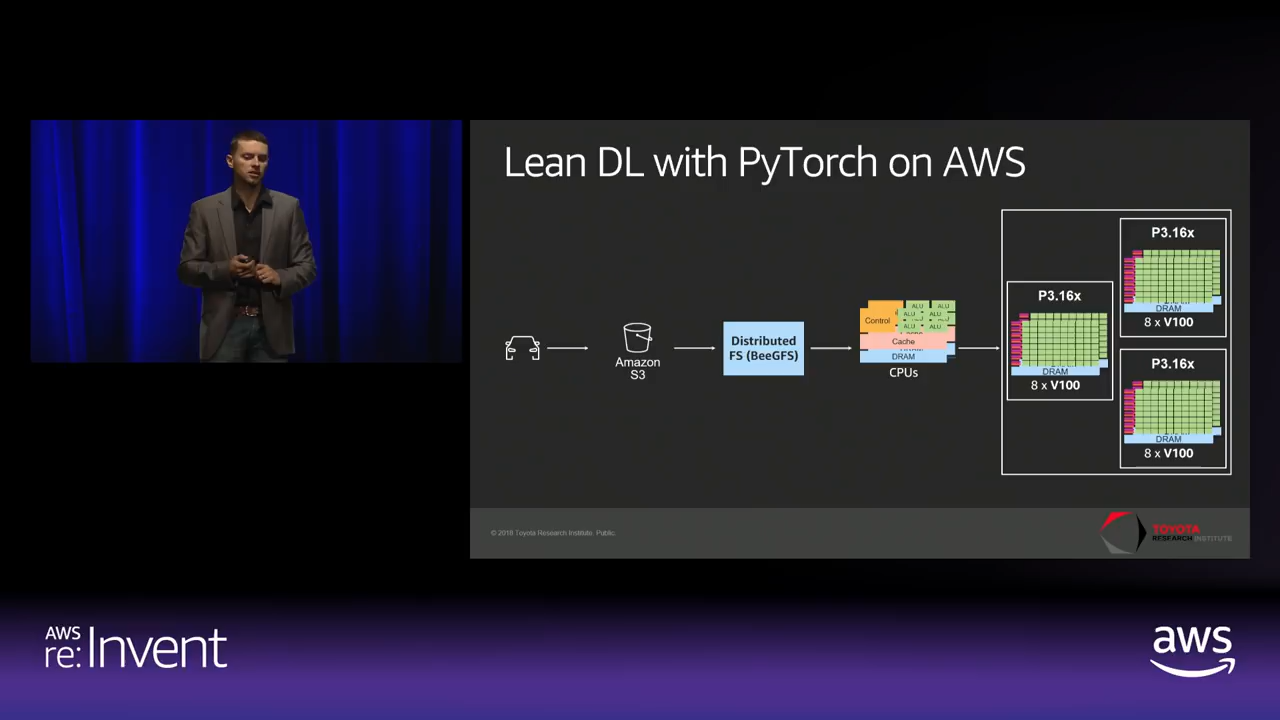 Lean DL with PyTorch on AWS
Amazon
S3
Distributed
FS (BeeGFS)
Control
ALU
ALU
ALU
ALU
ALU
ALU
Cache
DRAM
CPUs
P3.16x
DRAM
8 x V100
P3.16x
DRAM
8 x V100
P3.16x
DRAM
8 x V100
© 2018 Toyota Research Institute. Public.
TOYOTA
RESEARCH INSTITUTE
AWS
re:Invent
aws